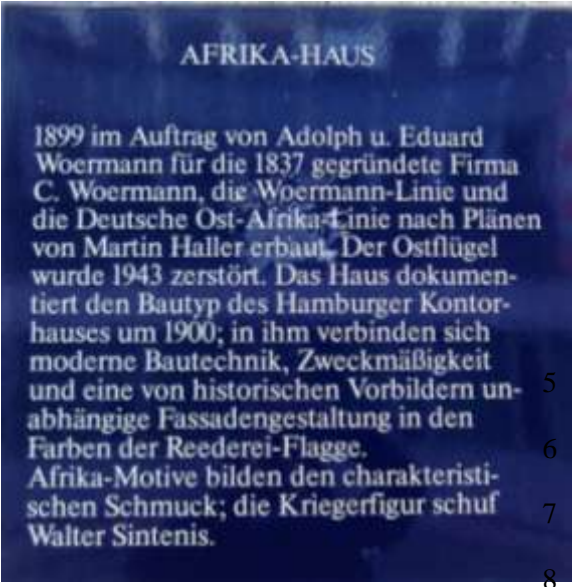 AFRIKA-HAUS
1899 im Auftrag von Adolph u. Eduard
Woermann für die 1837 gegründete Firma
C. Woermann, die Woermann-Linie und
die Deutsche Ost-Afrika-Linie nach Plänen
von Martin Haller erbaut. Der Ostflügel
wurde 1943 zerstört. Das Haus dokumen-
tiert den Bautyp des Hamburger Kontor-
hauses um 1900; in ihm verbinden sich
moderne Bautechnik, Zweckmäßigkeit
und eine von historischen Vorbildern un-
abhängige Fassadengestaltung in den
Farben der Reederei-Flagge.
Afrika-Motive bilden den charakteristi-
schen Schmuck; die Kriegerfigur schuf
Walter Sintenis.
5
6
7
8